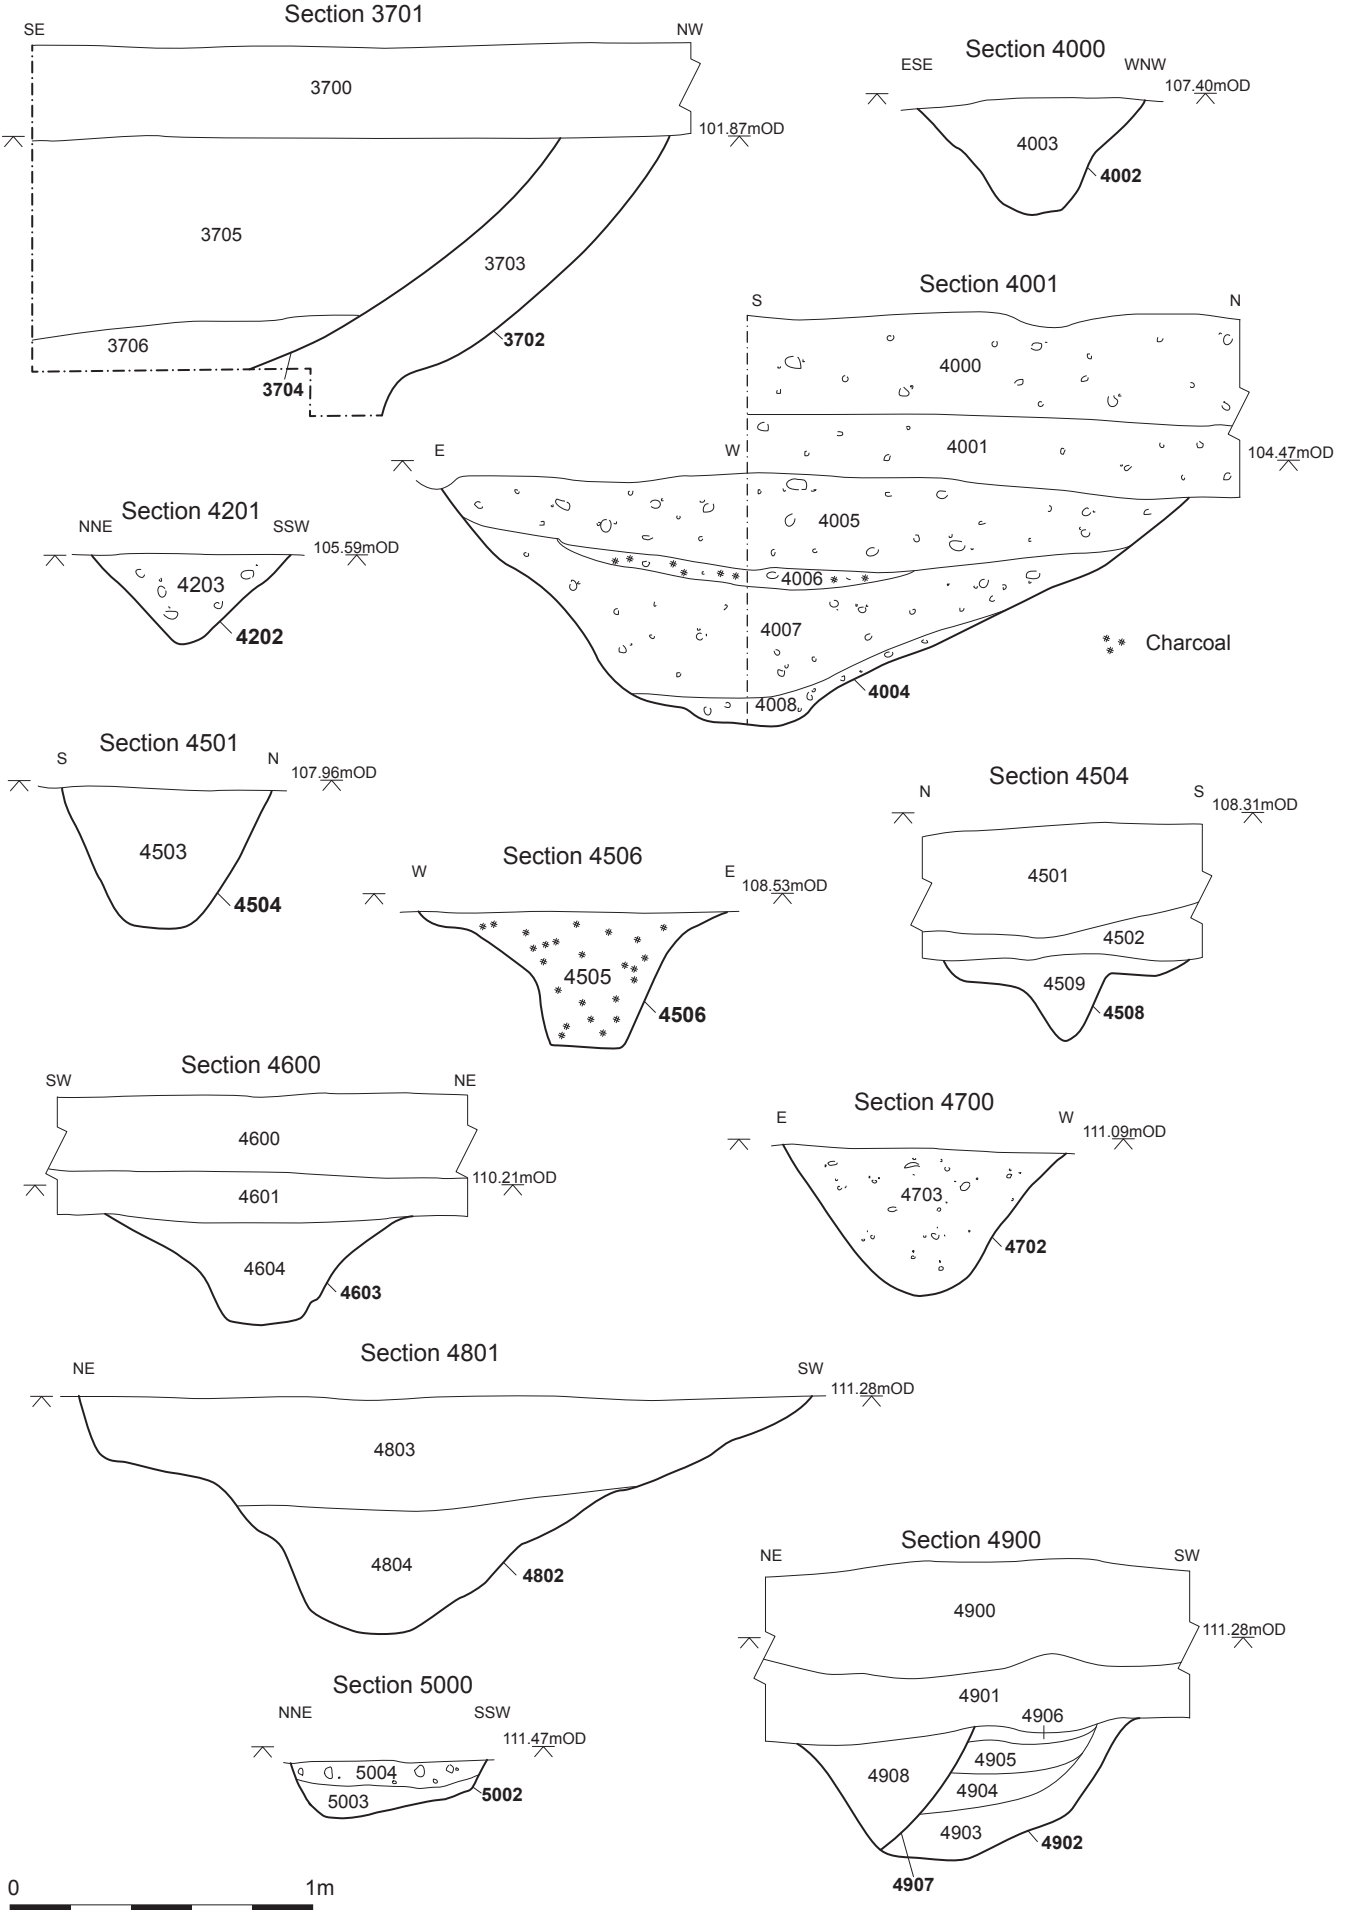 Section 3701
SE NW
3700
101.87mOD
3705
3703
3702
3706
3704
Section 4000
ESE WNW
107.40mOD
4003
4002
Section 4001
S N
4000
4001
E W
104.47mOD
4005
4006
4007
4004
4008
Charcoal
Section 4201
NNE SSW
105.59mOD
4203
4202
Section 4501
S N
107.96mOD
4503
4504
Section 4506
W E
108.53mOD
4505
4506
Section 4504
N S
108.31mOD
4501
4502
4509
4508
Section 4600
SW NE
4600
110.21mOD
4601
4604
4603
Section 4700
E W
111.09mOD
4703
4702
Section 4801
NE SW
111.28mOD
4803
4804
4802
Section 4900
NE SW
4900
111.28mOD
4901
4906
4905
4908
4904
4903
4902
4907
Section 5000
NNE SSW
111.47mOD
5004
5003
5002
0 1m